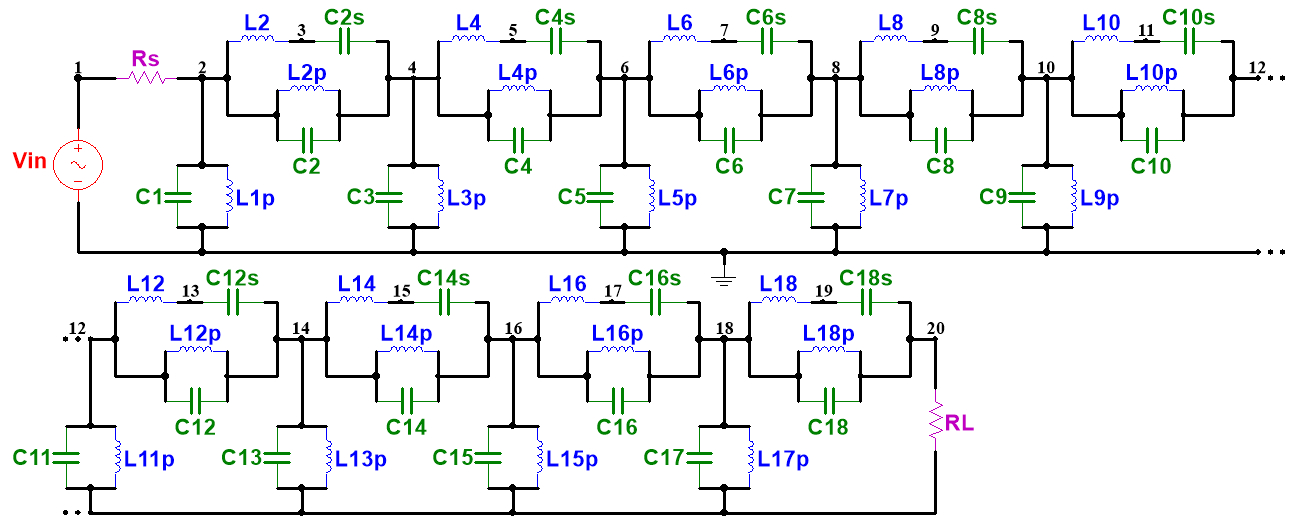 C2s C4s C6s C8s C10s
L2 3 L4 5 L6 7 L8 9 L10 11
Rs
1 2 L2p 4 L4p 6 L6p 8 L8p 10 L10p 12
Vin
C2 C4 C6 C8 C10
C1 L1p C3 L3p C5 L5p C7 L7p C9 L9p
C12s C14s C16s C18s
L12 13 L14 15 L16 17 L18 19
12 L12p 14 L14p 16 L16p 18 L18p 20
C12 C14 C16 C18 RL
C11 L11p C13 L13p C15 L15p C17 L17p